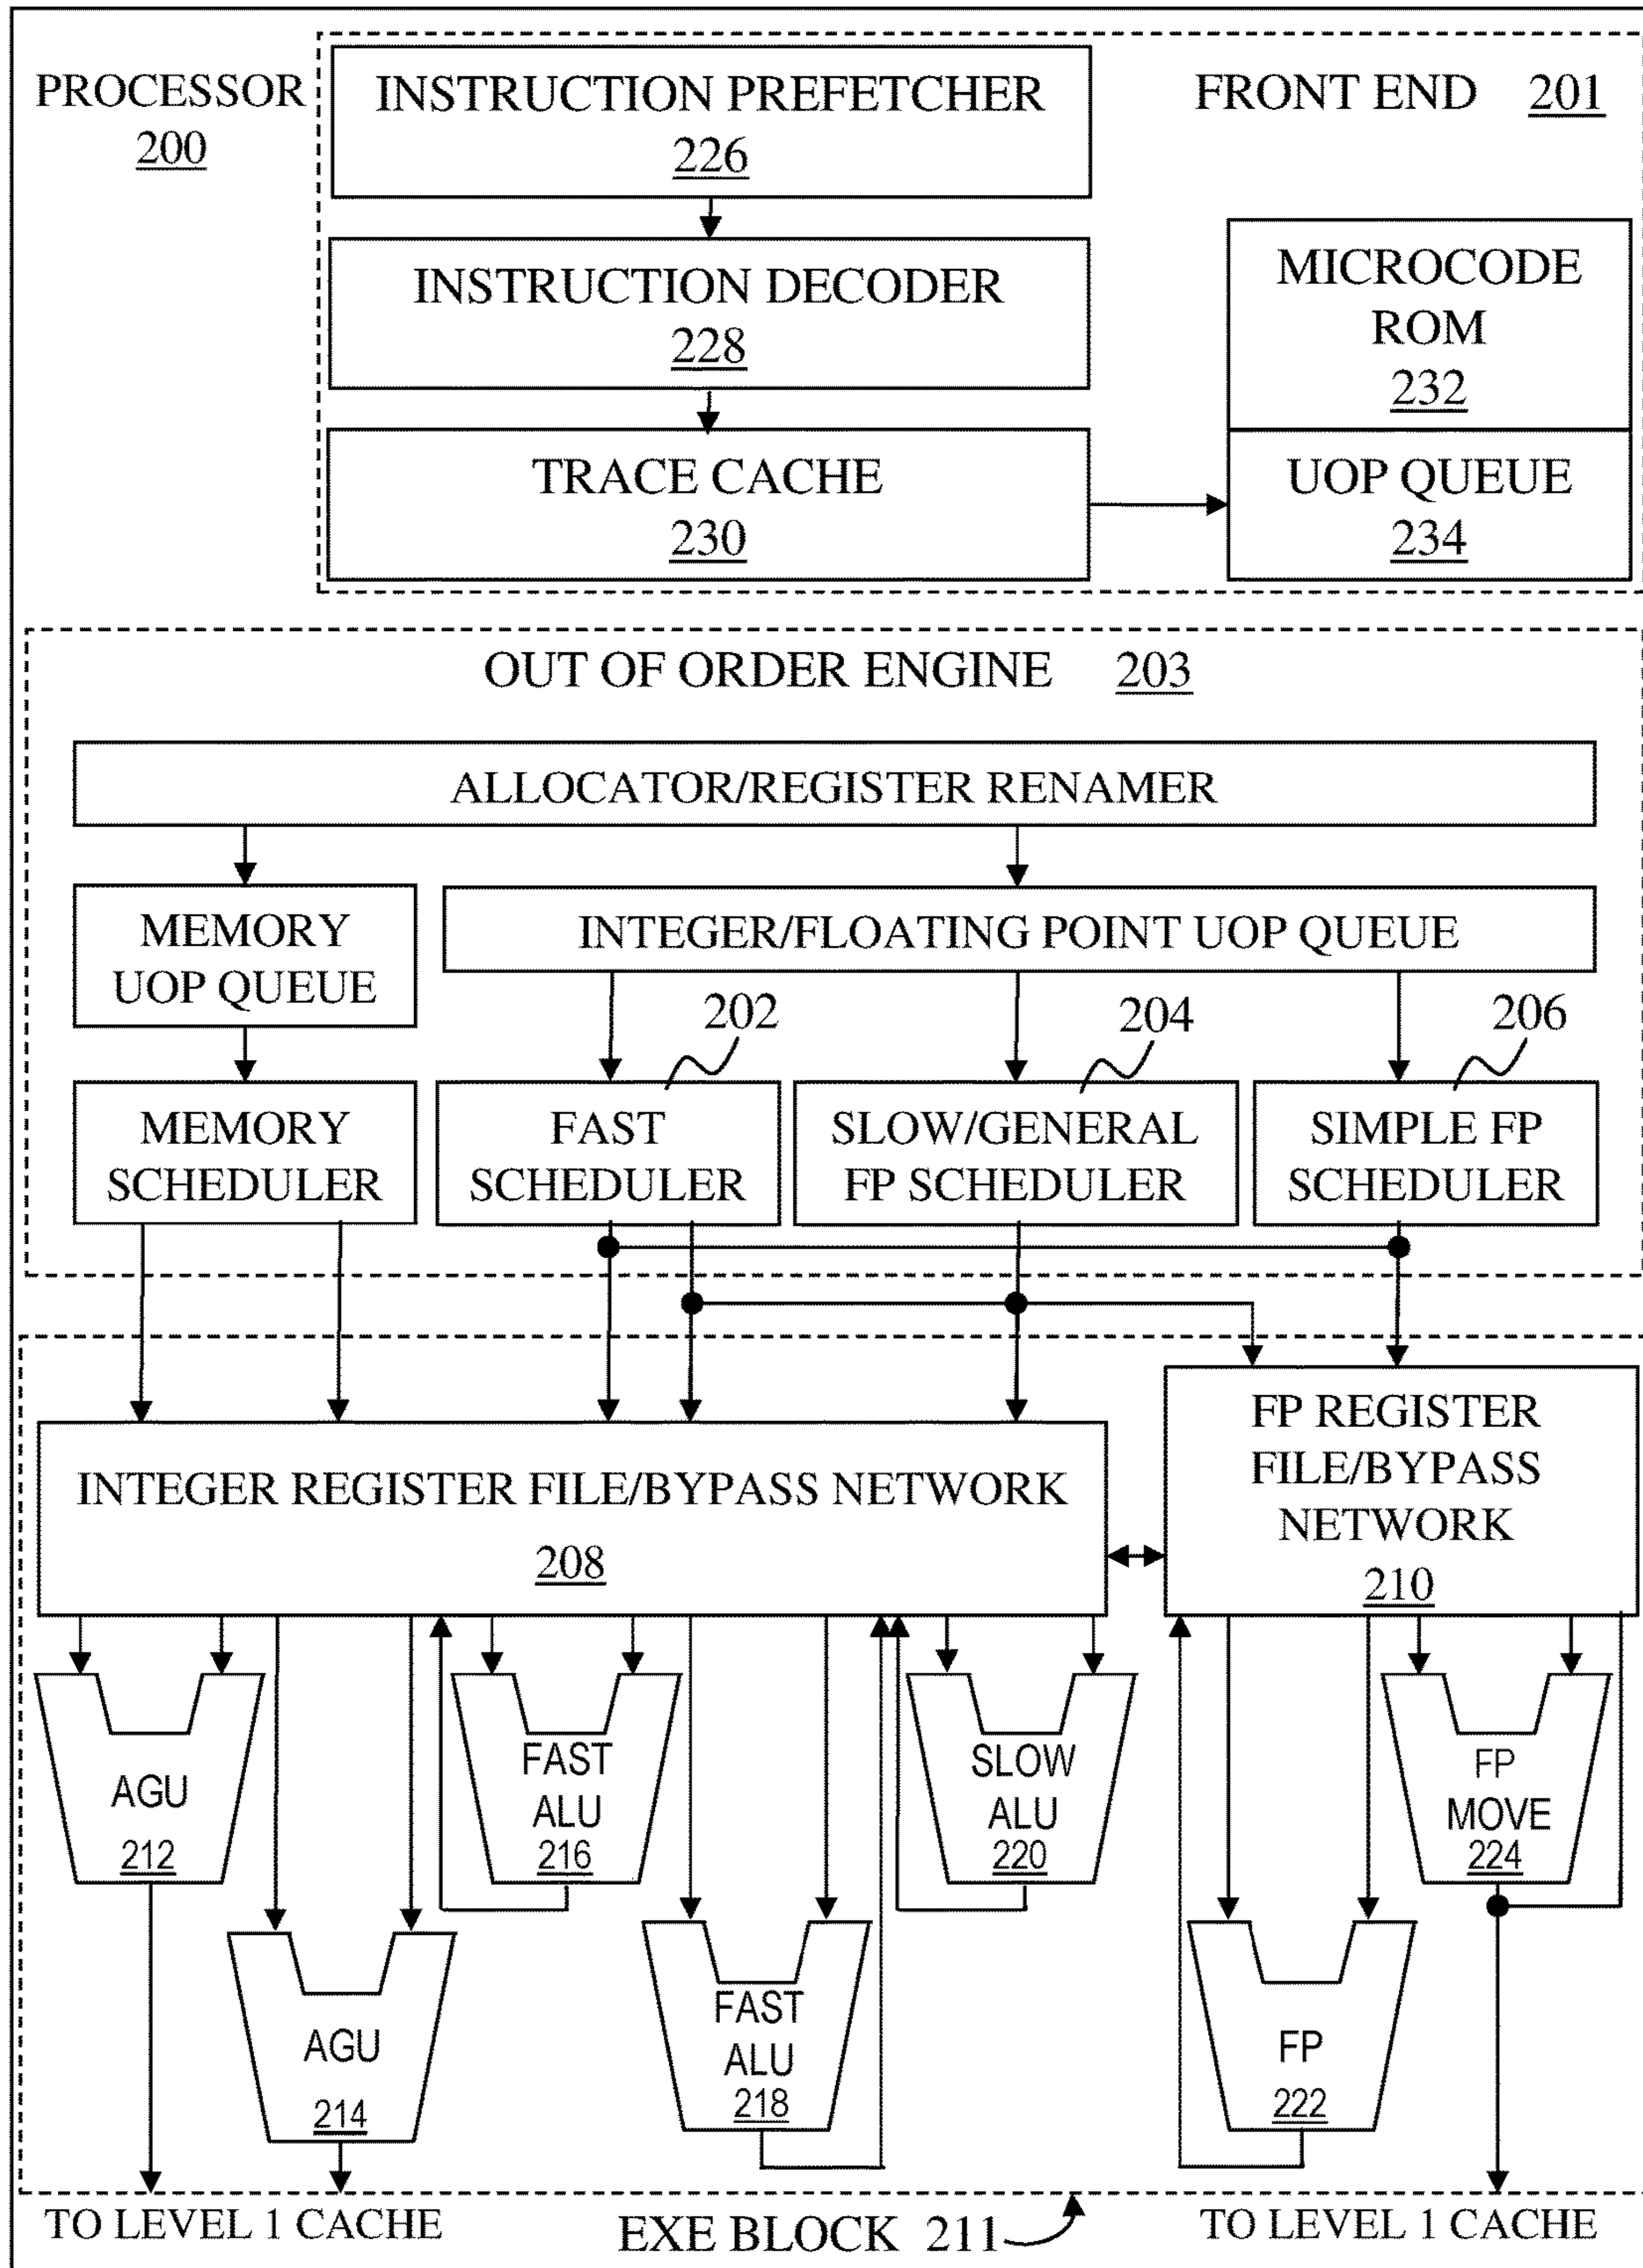 PROCESSOR
200
INSTRUCTION PREFETCHER
226
FRONT END 201
INSTRUCTION DECODER
228
MICROCODE
ROM
232
TRACE CACHE
230
UOP QUEUE
234
OUT OF ORDER ENGINE 203
ALLOCATOR/REGISTER RENAMER
MEMORY
UOP QUEUE
INTEGER/FLOATING POINT UOP QUEUE
202
204
206
MEMORY
SCHEDULER
FAST
SCHEDULER
SLOW/GENERAL
FP SCHEDULER
SIMPLE FP
SCHEDULER
INTEGER REGISTER FILE/BYPASS NETWORK
208
FP REGISTER
FILE/BYPASS
NETWORK
210
AGU
212
FAST
ALU
216
SLOW
ALU
220
FP
MOVE
224
AGU
214
FAST
ALU
218
FP
222
TO LEVEL 1 CACHE
EXE BLOCK 211
TO LEVEL 1 CACHE